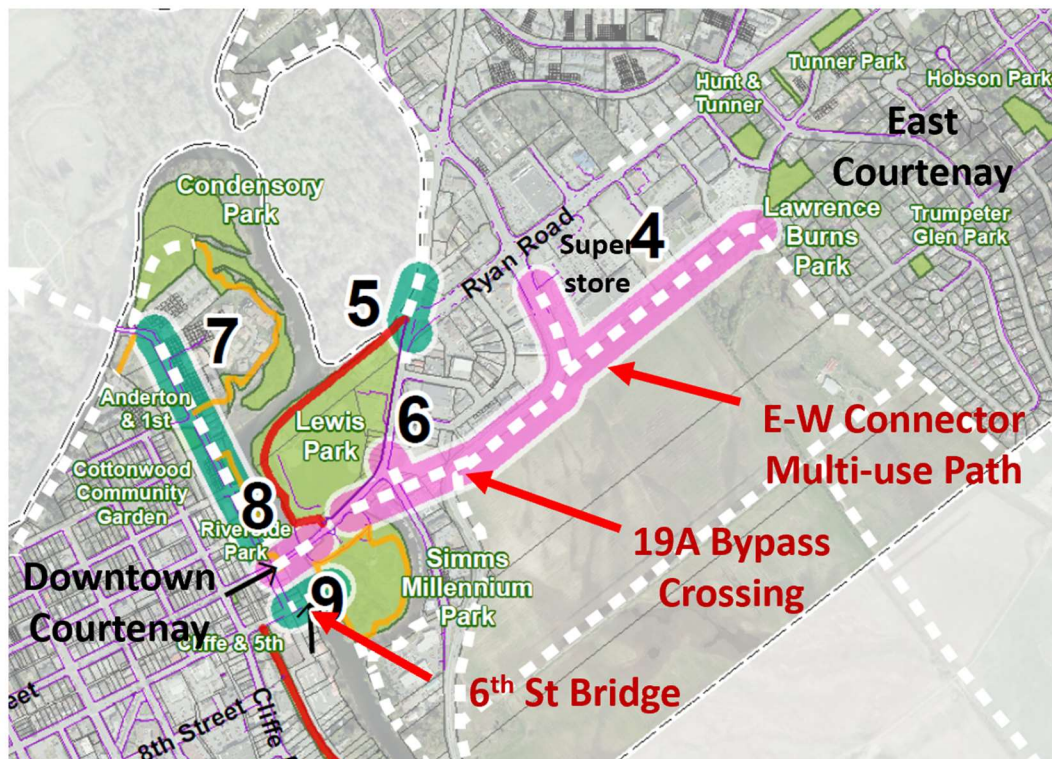 Tunner Park
Hunt &
Tunner
Hobson Park
East
Courtenay
Condensory
Park
Lawrence
Burns
Park
Trumpeter
Glen Park
Ryan Road
Super
store
4
5
7
Anderton
& 1st
Lewis
Park
6
E-W Connector
Multi-use Path
Cottonwood
Community
Garden
8
Riverside
Park
19A Bypass
Crossing
Downtown
Courtenay
Simms
Millennium
Park
9
Cliffe & 5th
6th St Bridge
8th Street
Cliffe